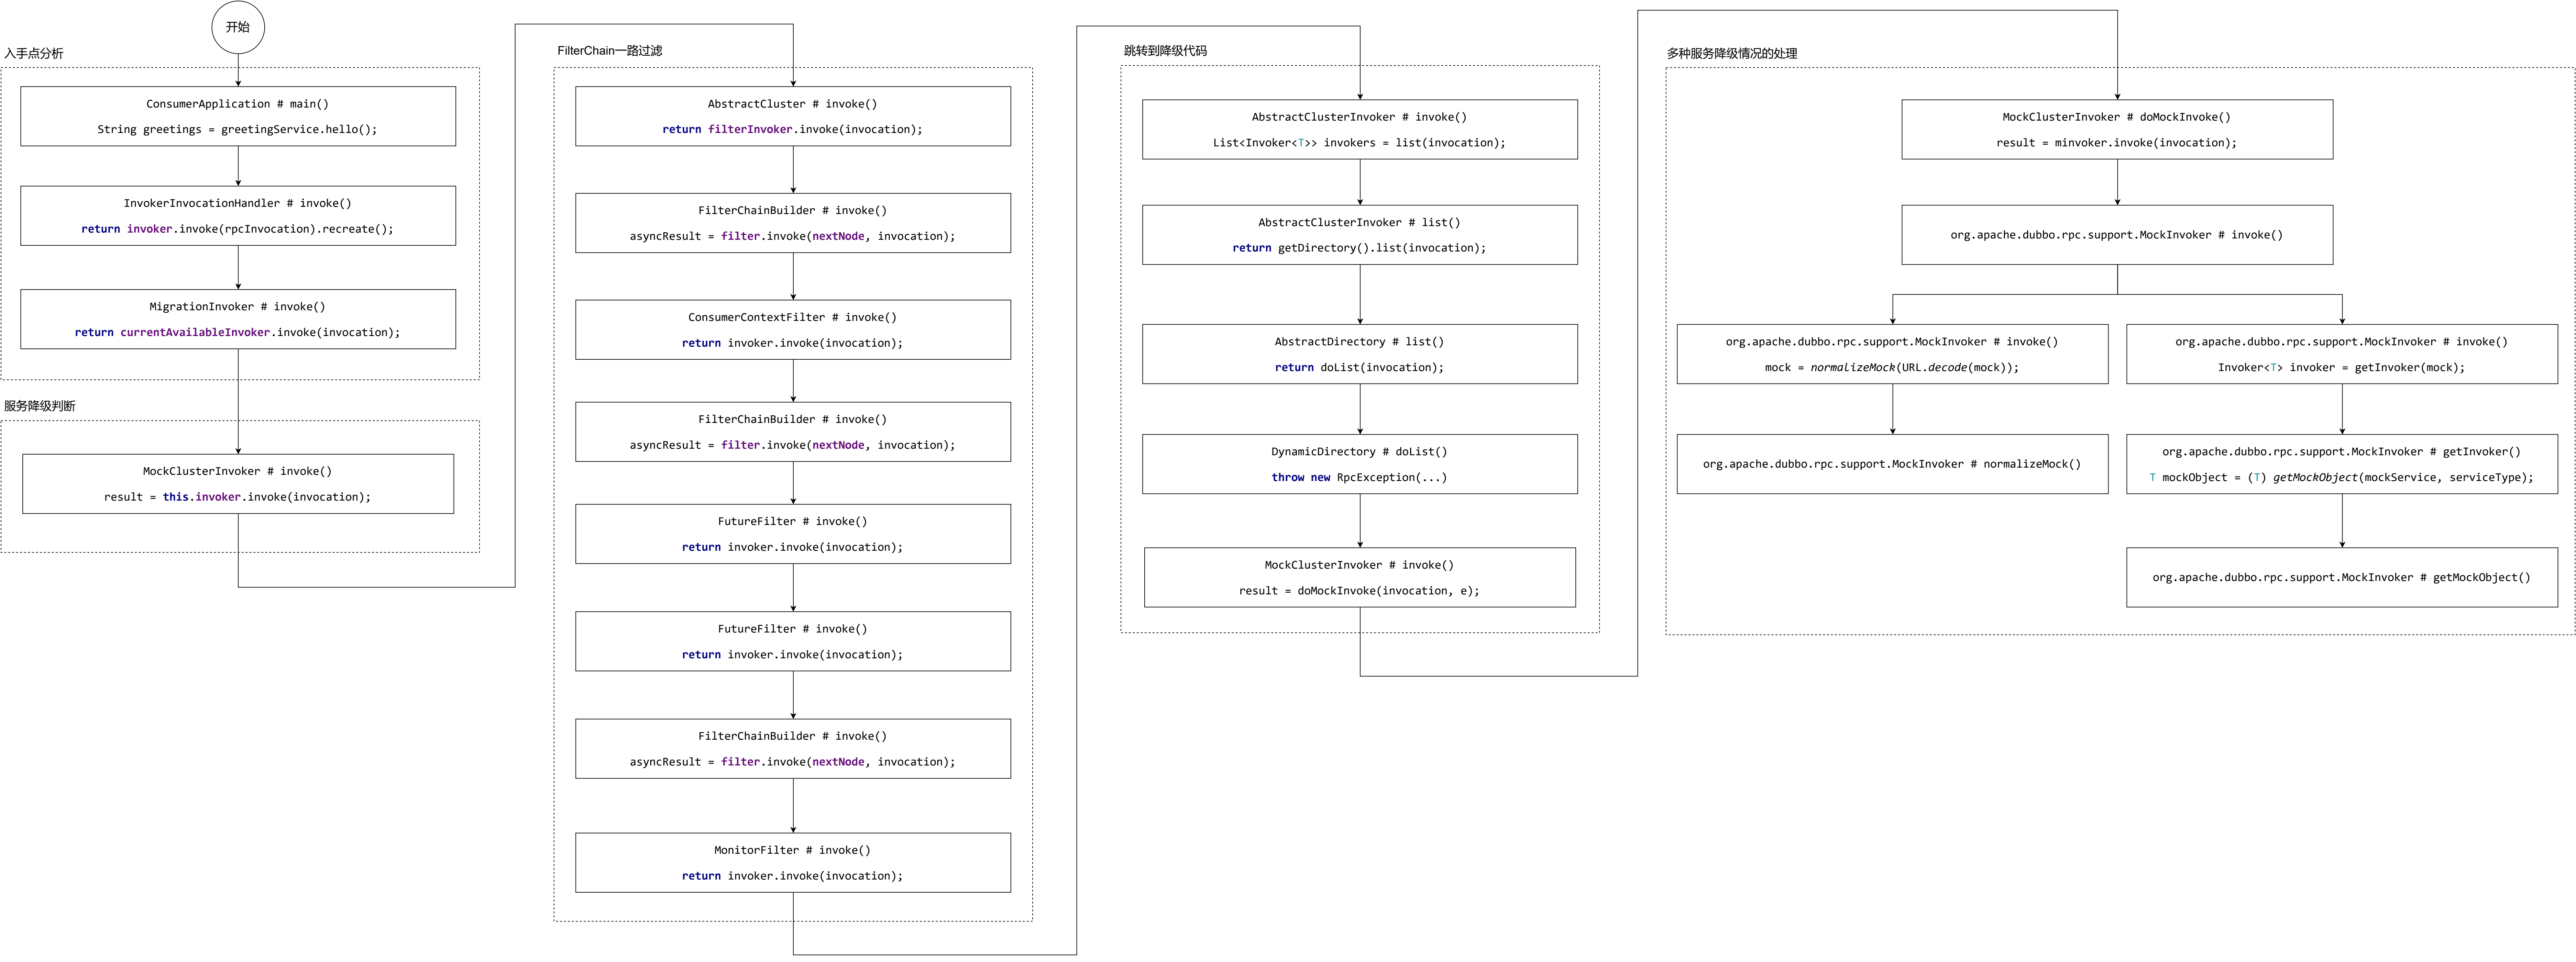 开始
入手点分析
ConsumerApplication # main()
String greetings = greetingService.hello();
InvokerInvocationHandler # invoke()
return invoker.invoke(rpcInvocation).recreate();
MigrationInvoker # invoke()
return currentAvailableInvoker.invoke(invocation);
服务降级判断
MockClusterInvoker # invoke()
result = this.invoker.invoke(invocation);
FilterChain一路过滤
AbstractCluster # invoke()
return filterInvoker.invoke(invocation);
FilterChainBuilder # invoke()
asyncResult = filter.invoke(nextNode, invocation);
ConsumerContextFilter # invoke()
return invoker.invoke(invocation);
FilterChainBuilder # invoke()
asyncResult = filter.invoke(nextNode, invocation);
FutureFilter # invoke()
return invoker.invoke(invocation);
FutureFilter # invoke()
return invoker.invoke(invocation);
FilterChainBuilder # invoke()
asyncResult = filter.invoke(nextNode, invocation);
MonitorFilter # invoke()
return invoker.invoke(invocation);
跳转到降级代码
AbstractClusterInvoker # invoke()
List<Invoker<T>> invokers = list(invocation);
AbstractClusterInvoker # list()
return getDirectory().list(invocation);
AbstractDirectory # list()
return doList(invocation);
DynamicDirectory # doList()
throw new RpcException(...)
MockClusterInvoker # invoke()
result = doMockInvoke(invocation, e);
多种服务降级情况的处理
MockClusterInvoker # doMockInvoke()
result = minvoker.invoke(invocation);
org.apache.dubbo.rpc.support.MockInvoker # invoke()
org.apache.dubbo.rpc.support.MockInvoker # invoke()
mock = normalizeMock(URL.decode(mock));
org.apache.dubbo.rpc.support.MockInvoker # normalizeMock()
org.apache.dubbo.rpc.support.MockInvoker # invoke()
Invoker<T> invoker = getInvoker(mock);
org.apache.dubbo.rpc.support.MockInvoker # getInvoker()
T mockObject = (T) getMockObject(mockService, serviceType);
org.apache.dubbo.rpc.support.MockInvoker # getMockObject()